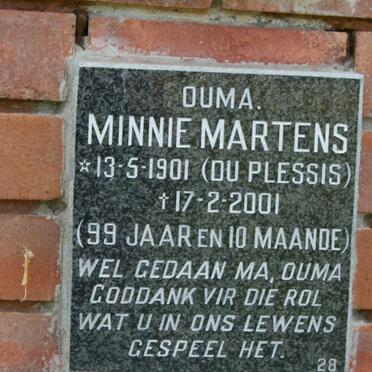 OUMA.
MINNIE MARTENS
*13-5-1901 (DU PLESSIS)
†17-2-2001
(99 JAAR EN 10 MAANDE)
WEL GEDAAN MA, OUMA
GODDANK VIR DIE ROL
WAT U IN ONS LEWENS
GESPEEL HET.
28